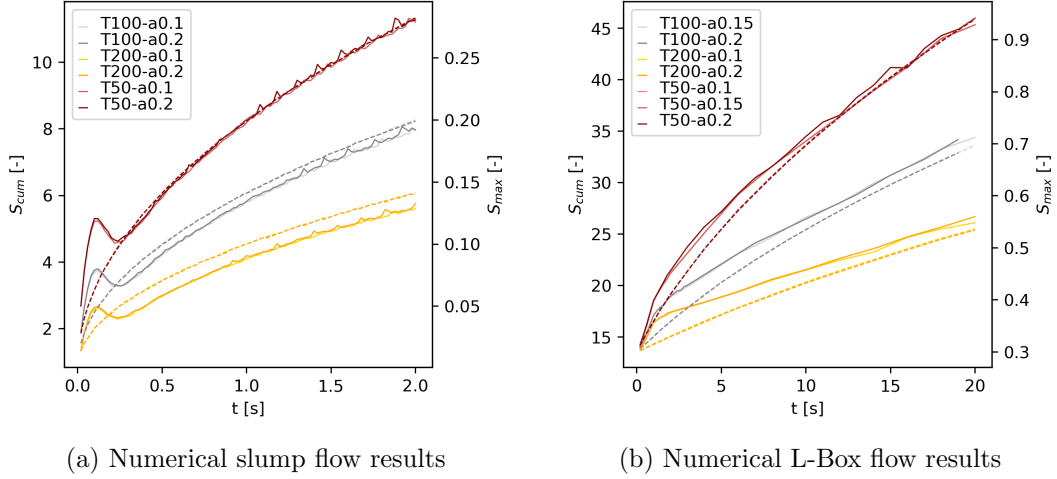 T100-a0.1
T100-a0.2
T200-a0.1
T200-a0.2
T50-a0.1
T50-a0.2
10
8
6
4
2
S_cum [-]
0.25
0.20
0.15
0.10
0.05
S_max [-]
0.0 0.5 1.0 1.5 2.0
t [s]
(a) Numerical slump flow results
T100-a0.15
T100-a0.2
T200-a0.1
T200-a0.2
T50-a0.1
T50-a0.15
T50-a0.2
45
40
35
30
25
20
15
S_cum [-]
0.9
0.8
0.7
0.6
0.5
0.4
0.3
S_max [-]
0 5 10 15 20
t [s]
(b) Numerical L-Box flow results